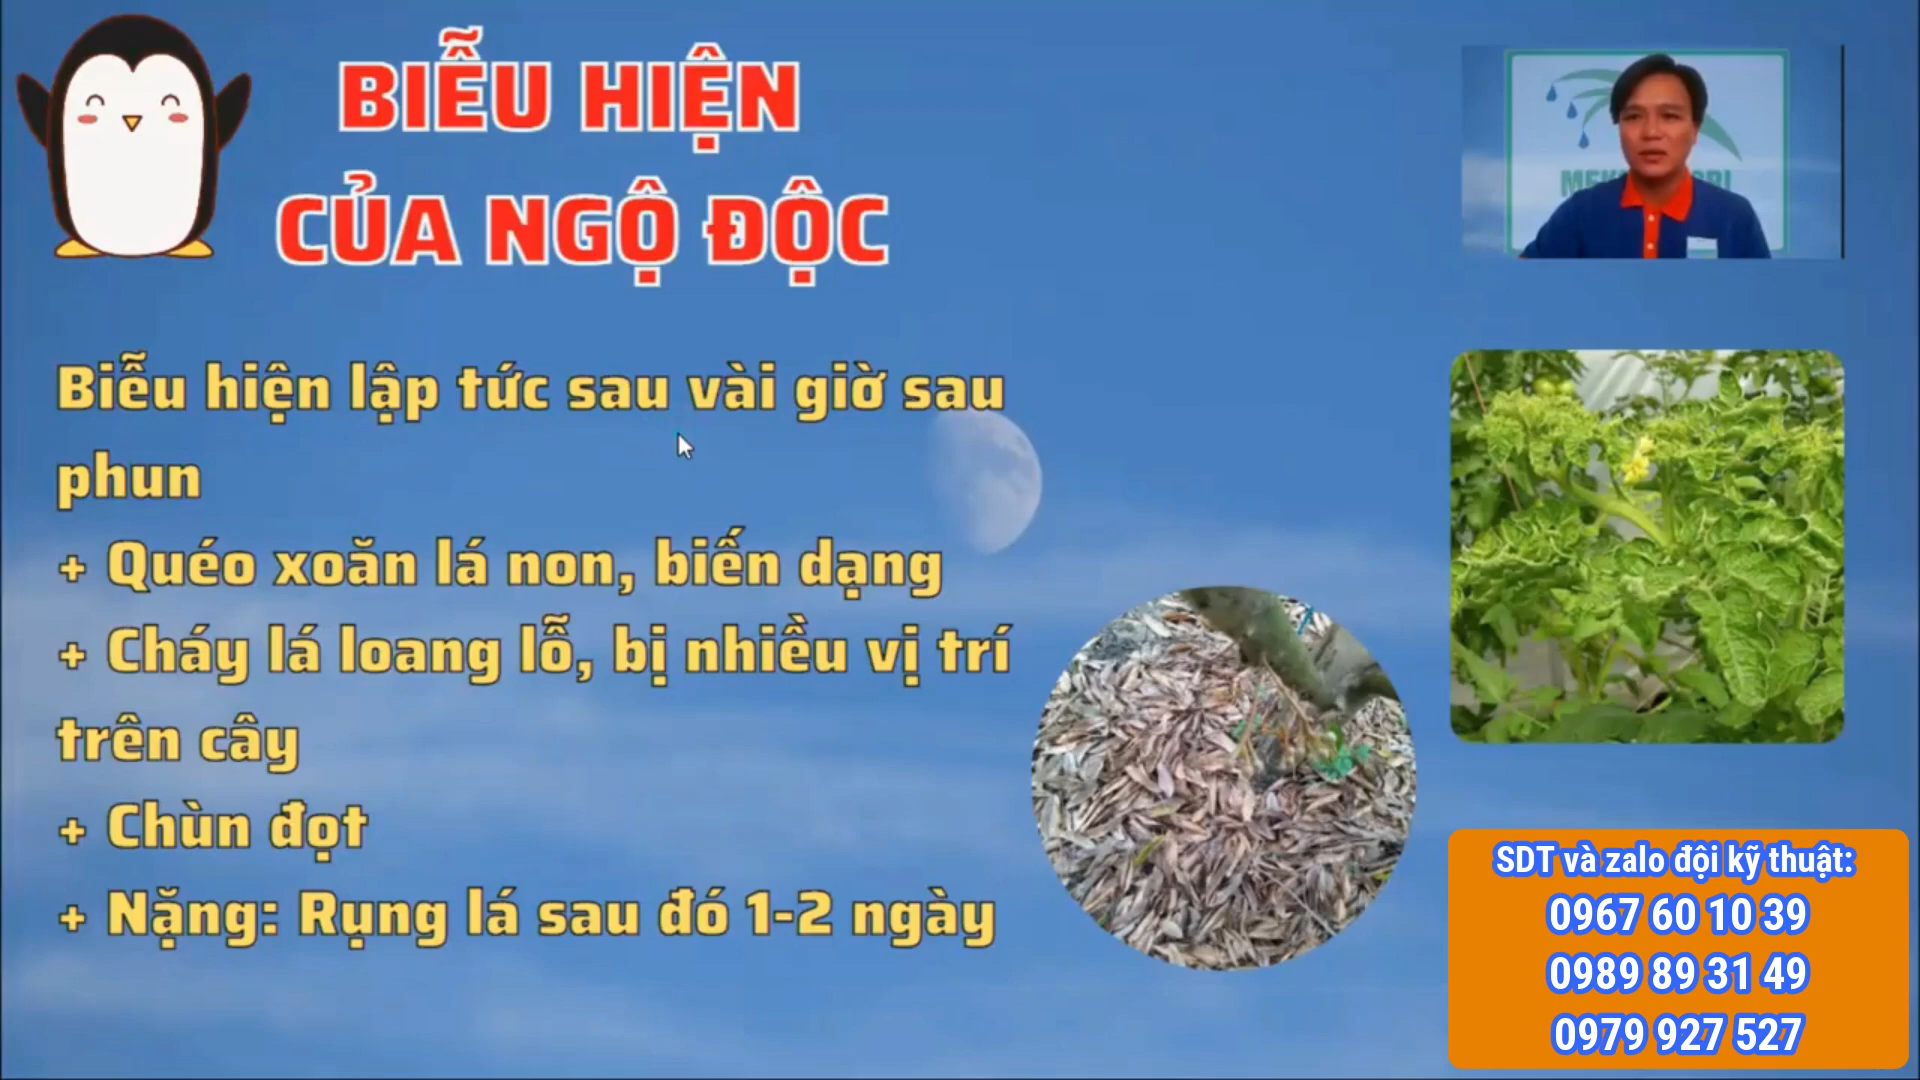 BIỄU HIỆN
CỦA NGỘ ĐỘC
Biễu hiện lập tức sau vài giờ sau
phun
+ Quéo xoăn lá non, biến dạng
+ Cháy lá loang lỗ, bị nhiều vị trí
trên cây
+ Chùn đọt
+ Nặng: Rụng lá sau đó 1-2 ngày
SDT và zalo đội kỹ thuật:
0967 60 10 39
0989 89 31 49
0979 927 527